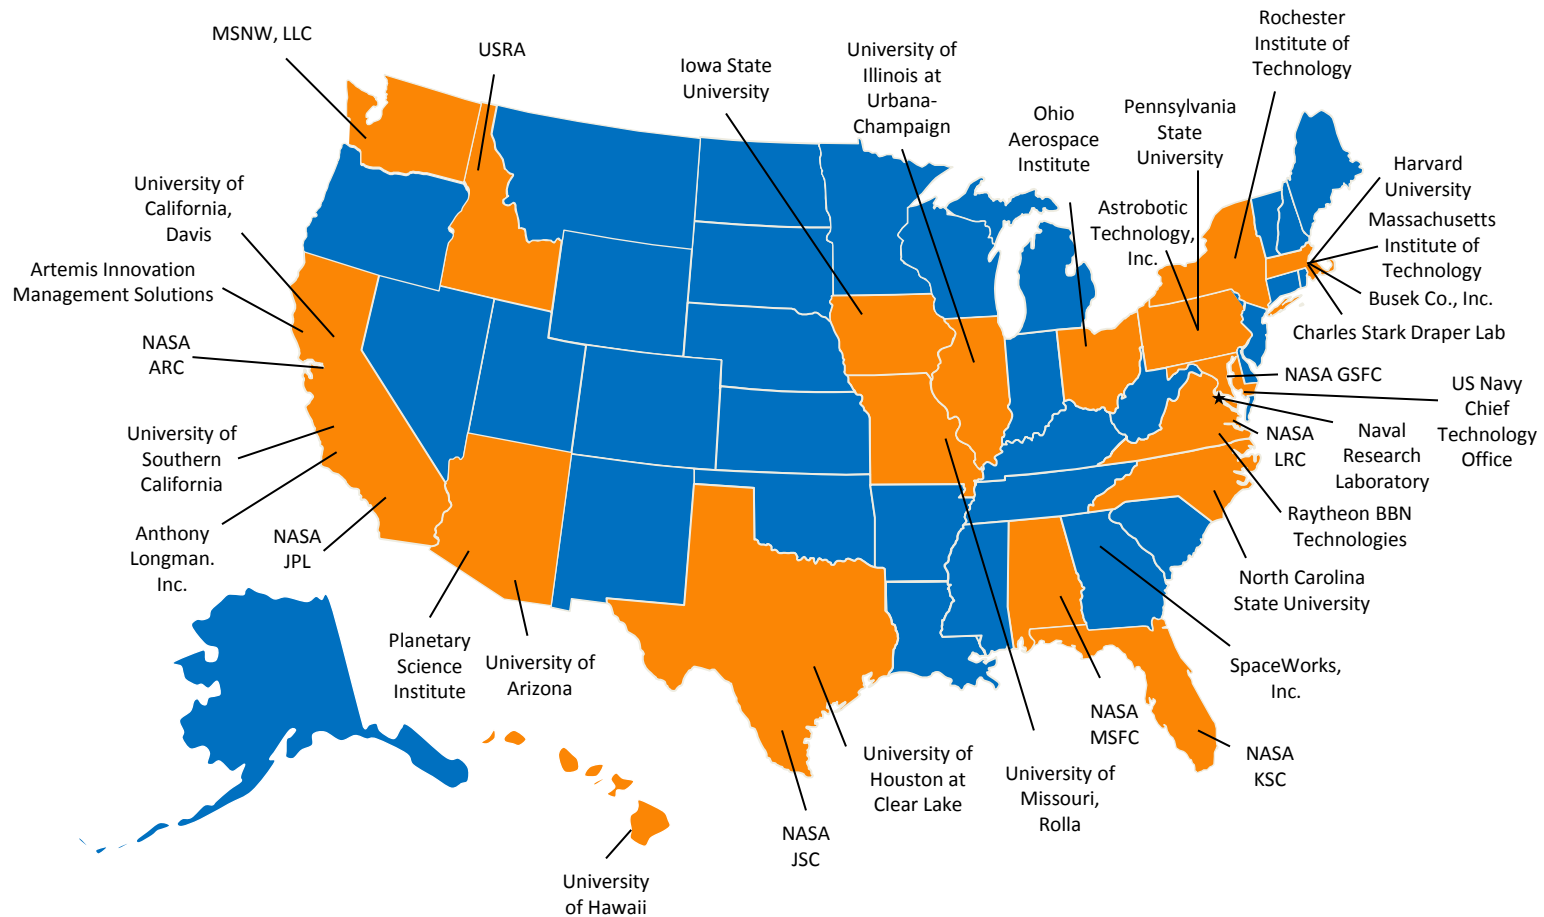 MSNW, LLC
USRA
Iowa State
University
University of
Illinois at
Urbana-
Champaign
Ohio
Aerospace
Institute
Pennsylvania
State
University
Rochester
Institute of
Technology
Astrobotic
Technology,
Inc.
Harvard
University
Massachusetts
Institute of
Technology
Busek Co., Inc.
Charles Stark Draper Lab
NASA GSFC
US Navy
Chief
Technology
Office
Naval
Research
Laboratory
NASA
LRC
Raytheon BBN
Technologies
North Carolina
State University
SpaceWorks,
Inc.
NASA
KSC
NASA
MSFC
University of
Missouri,
Rolla
University of
Houston at
Clear Lake
NASA
JSC
University
of Hawaii
University of
Arizona
Planetary
Science
Institute
NASA
JPL
Anthony
Longman.
Inc.
University of
Southern
California
NASA
ARC
Artemis Innovation
Management Solutions
University of
California,
Davis